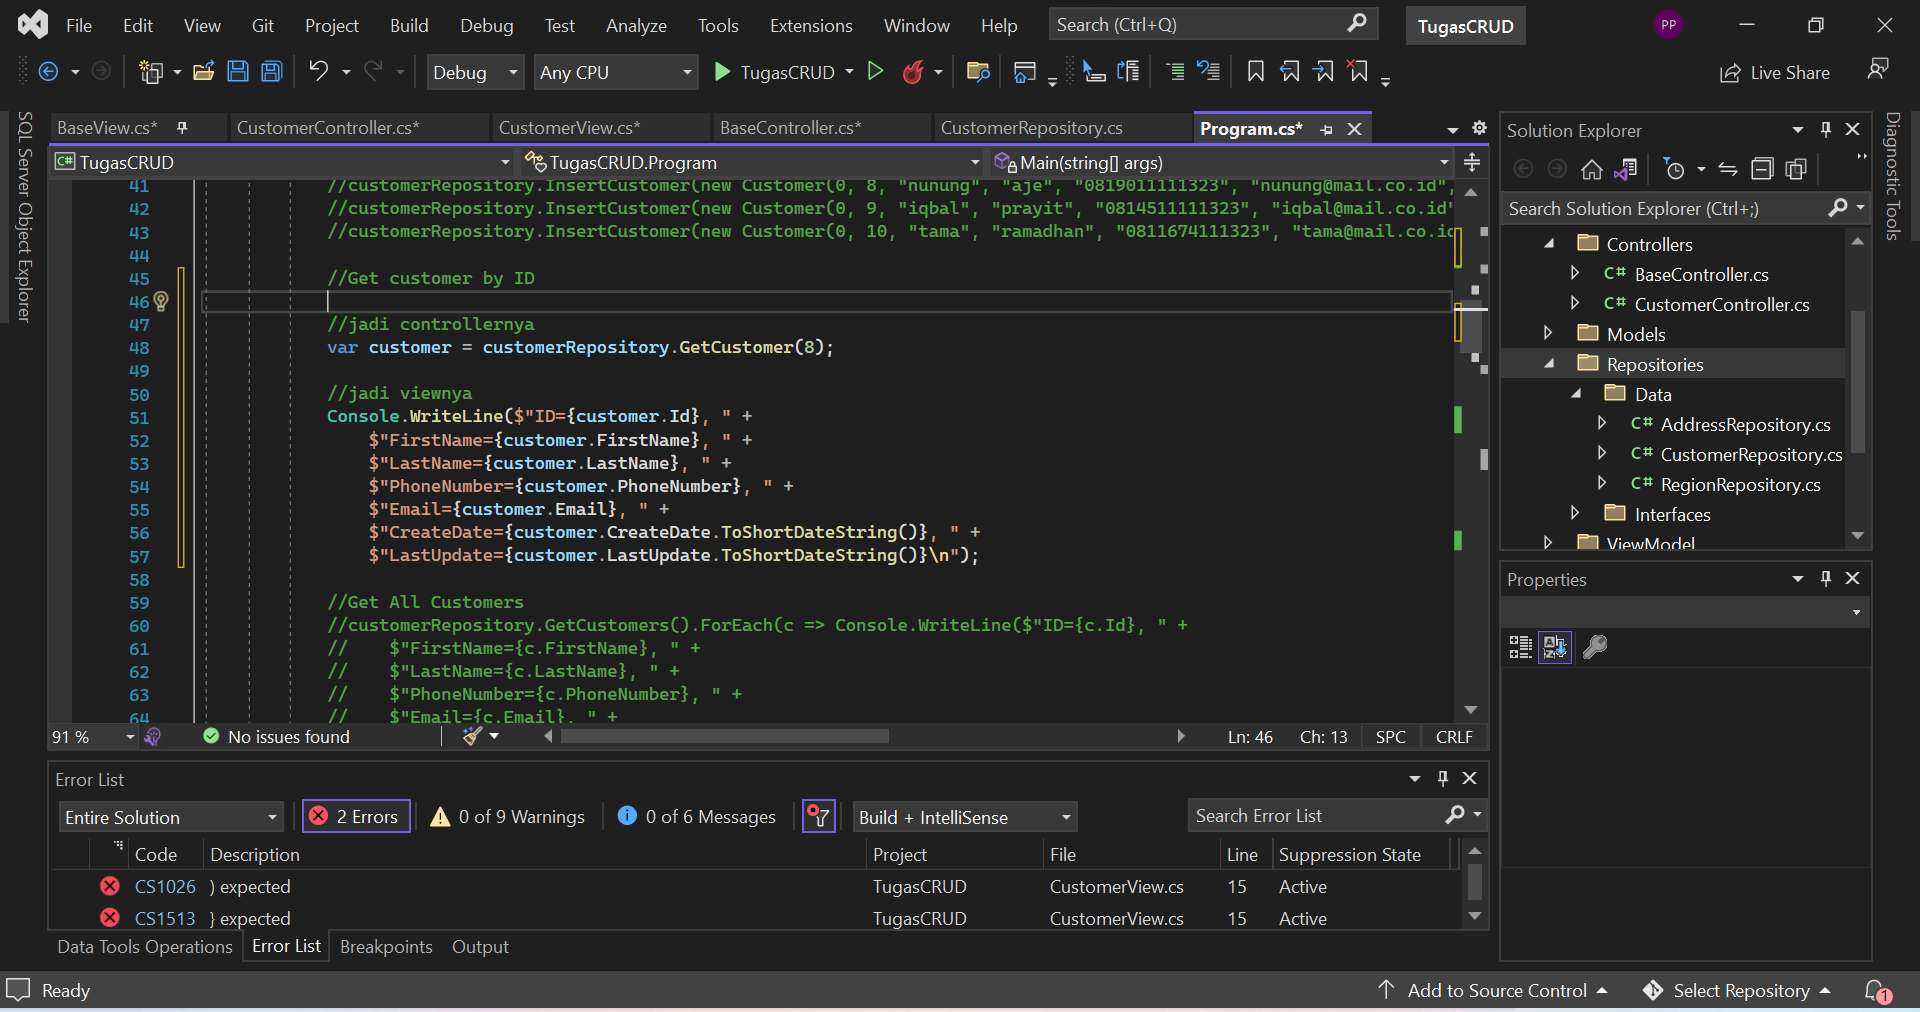 File Edit View Git Project Build Debug Test Analyze Tools Extensions Window Help Search (Ctrl+Q) TugasCRUD PP
Debug Any CPU TugasCRUD Live Share
SQL Server Object Explorer
BaseView.cs* CustomerController.cs* CustomerView.cs* BaseController.cs* CustomerRepository.cs Program.cs*
TugasCRUD TugasCRUD.Program Main(string[] args)
41 //customerRepository.InsertCustomer(new Customer(0, 8, "nunung", "aje", "0819011111323", "nunung@mail.co.id",
42 //customerRepository.InsertCustomer(new Customer(0, 9, "iqbal", "prayit", "0814511111323", "iqbal@mail.co.id"
43 //customerRepository.InsertCustomer(new Customer(0, 10, "tama", "ramadhan", "0811674111323", "tama@mail.co.id
44
45 //Get customer by ID
46
47 //jadi controllernya
48 var customer = customerRepository.GetCustomer(8);
49
50 //jadi viewnya
51 Console.WriteLine($"ID={customer.Id}, " +
52 $"FirstName={customer.FirstName}, " +
53 $"LastName={customer.LastName}, " +
54 $"PhoneNumber={customer.PhoneNumber}, " +
55 $"Email={customer.Email}, " +
56 $"CreateDate={customer.CreateDate.ToShortDateString()}, " +
57 $"LastUpdate={customer.LastUpdate.ToShortDateString()}\n");
58
59 //Get All Customers
60 //customerRepository.GetCustomers().ForEach(c => Console.WriteLine($"ID={c.Id}, " +
61 // $"FirstName={c.FirstName}, " +
62 // $"LastName={c.LastName}, " +
63 // $"PhoneNumber={c.PhoneNumber}, " +
64 // $"Email={c.Email}, " +
91 % No issues found Ln: 46 Ch: 13 SPC CRLF
Error List
Entire Solution 2 Errors 0 of 9 Warnings 0 of 6 Messages Build + IntelliSense Search Error List
Code Description Project File Line Suppression State
CS1026 ) expected TugasCRUD CustomerView.cs 15 Active
CS1513 } expected TugasCRUD CustomerView.cs 15 Active
Data Tools Operations Error List Breakpoints Output
Solution Explorer
Search Solution Explorer (Ctrl+;)
Controllers
C# BaseController.cs
C# CustomerController.cs
Models
Repositories
Data
C# AddressRepository.cs
C# CustomerRepository.cs
C# RegionRepository.cs
Interfaces
ViewModel
Properties
Diagnostic Tools
Ready Add to Source Control Select Repository 1